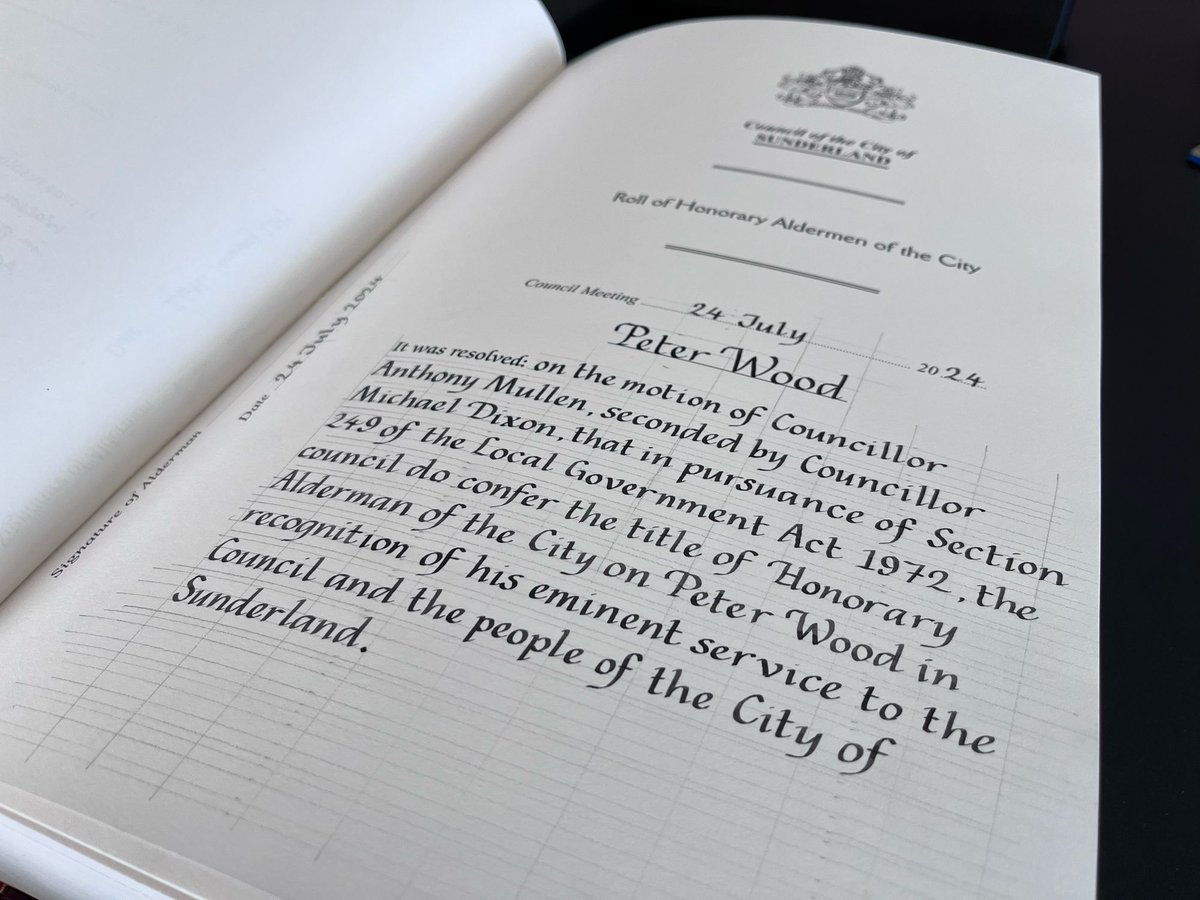 Council of the City of
SUNDERLAND
Roll of Honorary Aldermen of the City
Council Meeting 24 July 2024
Peter Wood
It was resolved: on the motion of Councillor
Anthony Mullen, seconded by Councillor
Michael Dixon, that in pursuance of Section
249 of the Local Government Act 1972, the
council do confer the title of Honorary
Alderman of the City on Peter Wood in
recognition of his eminent service to the
Council and the people of the City of
Sunderland.
Signature of Alderman Date 24 July 2024